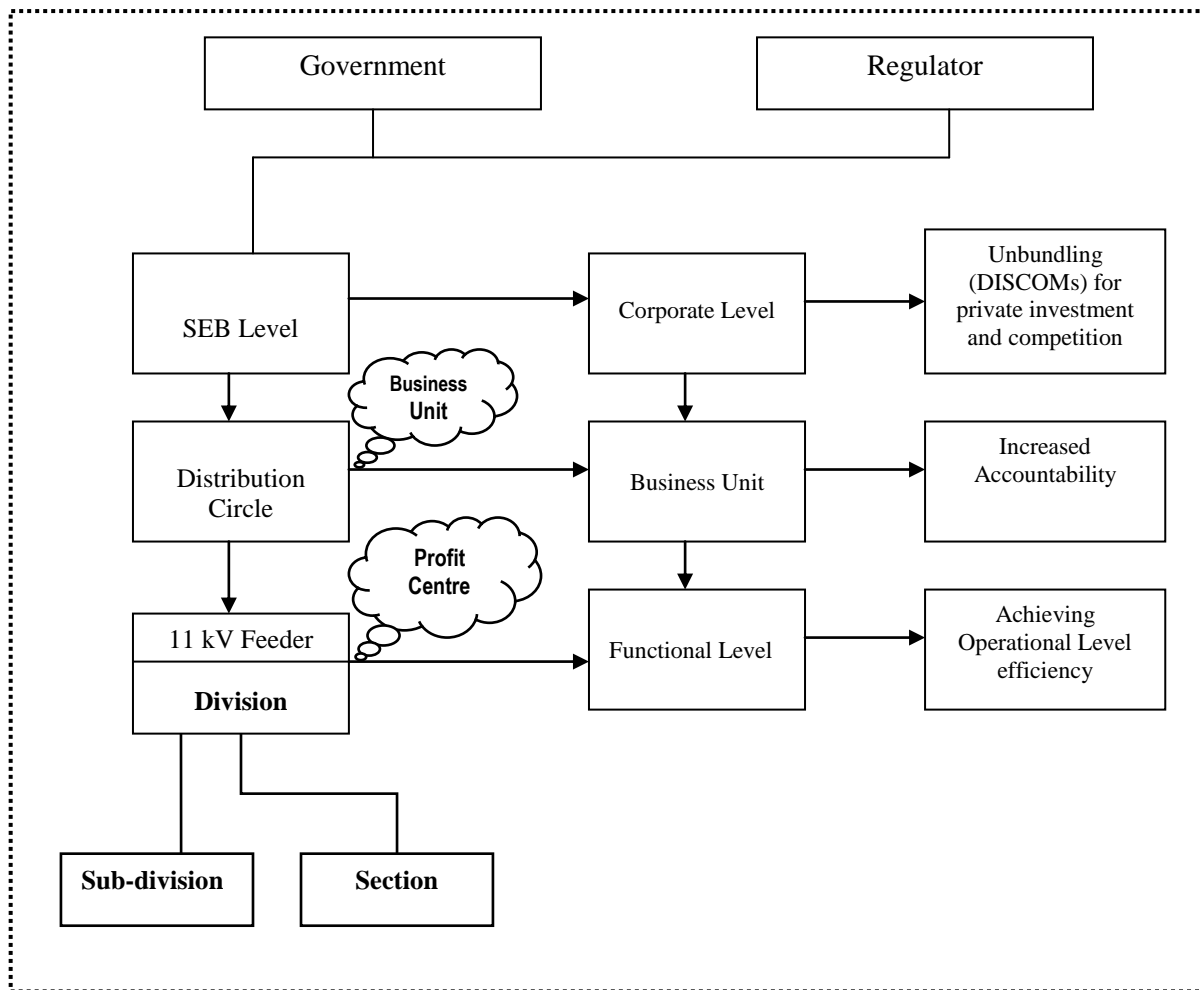 Government
Regulator
SEB Level
Corporate Level
Unbundling
(DISCOMs) for
private investment
and competition
Business
Unit
Distribution
Circle
Business Unit
Increased
Accountability
Profit
Centre
11 kV Feeder
Division
Functional Level
Achieving
Operational Level
efficiency
Sub-division
Section